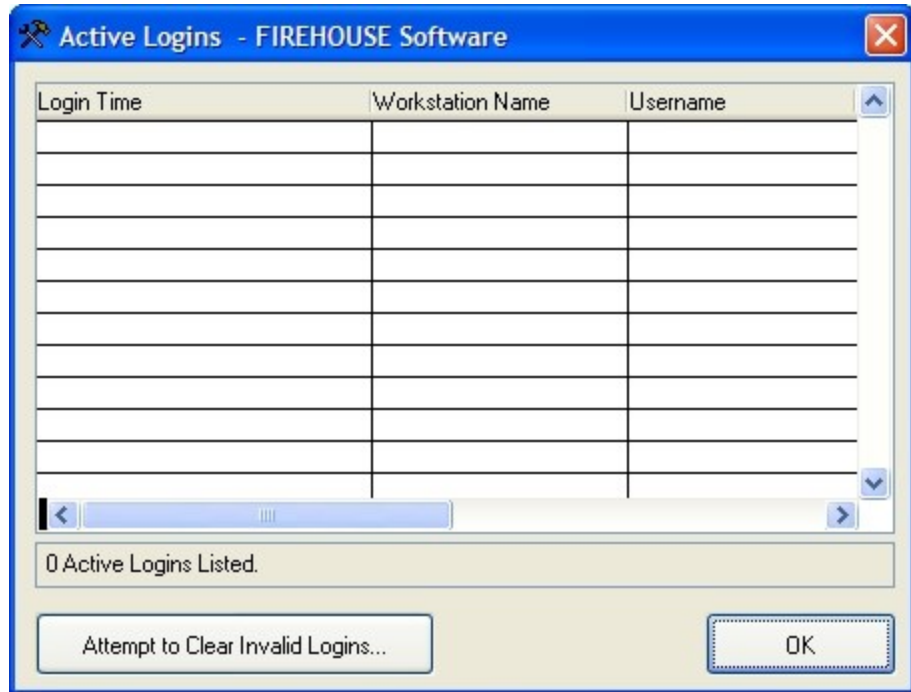 Active Logins - FIREHOUSE Software
Login Time Workstation Name Username
0 Active Logins Listed.
Attempt to Clear Invalid Logins... OK